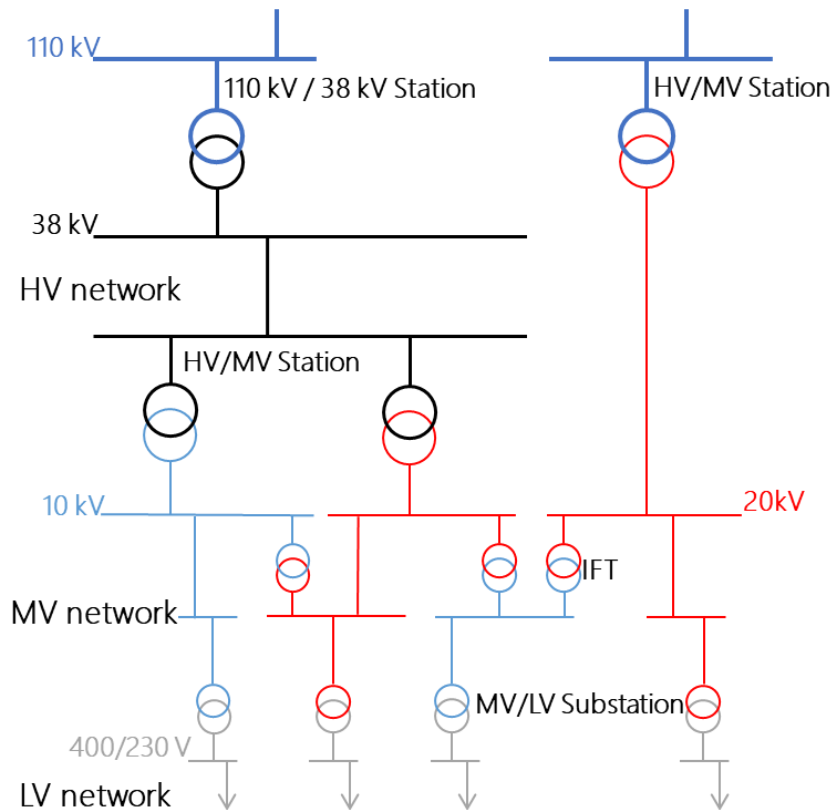 110 kV
110 kV / 38 kV Station
HV/MV Station
38 kV
HV network
HV/MV Station
10 kV
20kV
IFT
MV network
MV/LV Substation
400/230 V
LV network